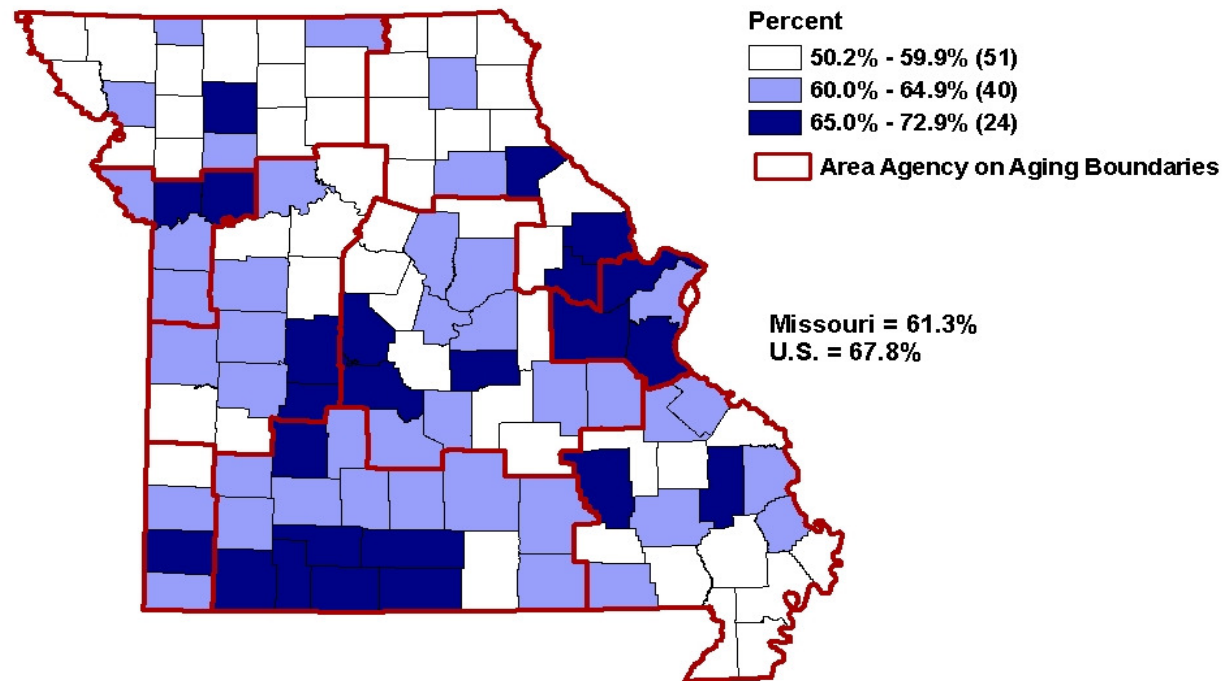 Percent
50.2% - 59.9% (51)
60.0% - 64.9% (40)
65.0% - 72.9% (24)
Area Agency on Aging Boundaries
Missouri = 61.3%
U.S. = 67.8%